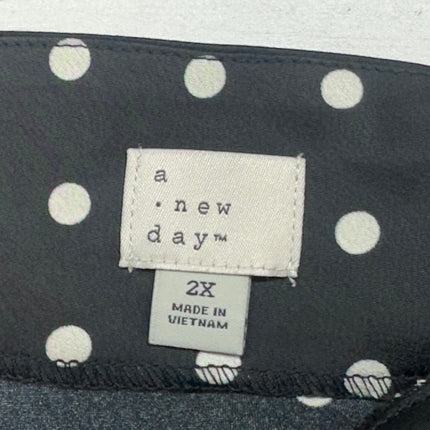 a
· new
day™
2X
MADE IN
VIETNAM